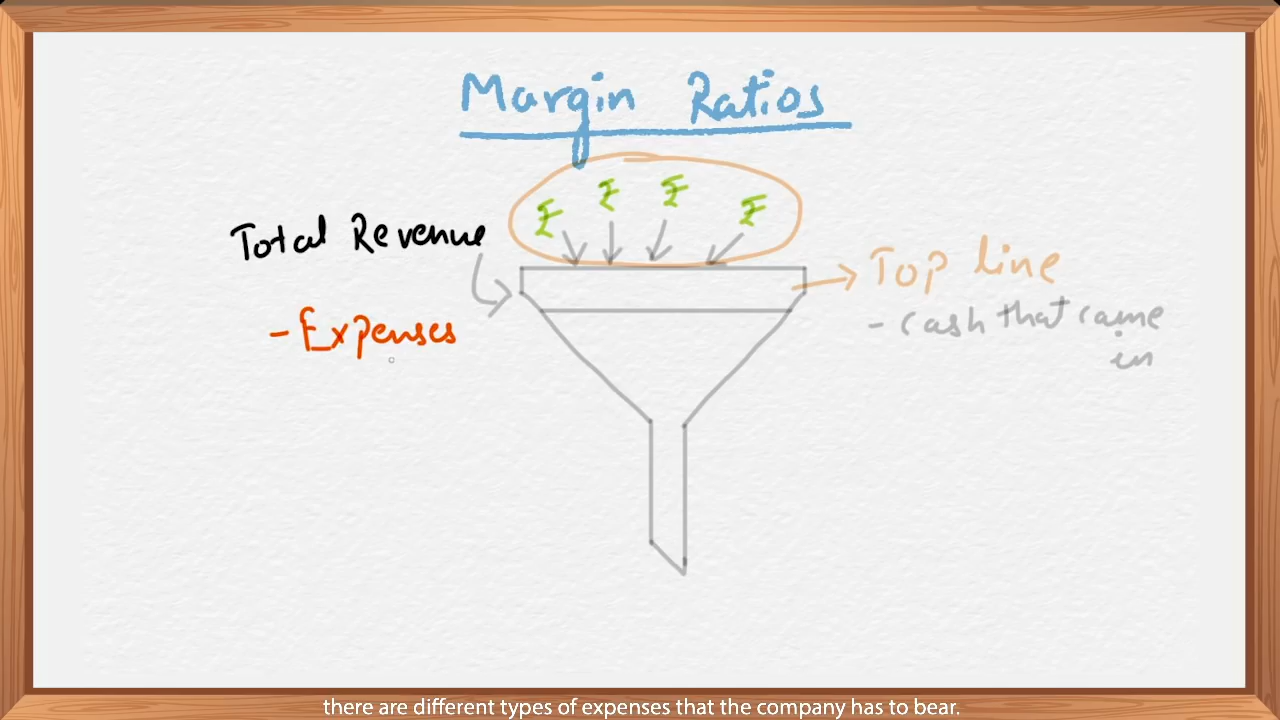 Margin Ratios
₹ ₹ ₹ ₹
Total Revenue
- Expenses
Top line
- cash that came
in
there are different types of expenses that the company has to bear.